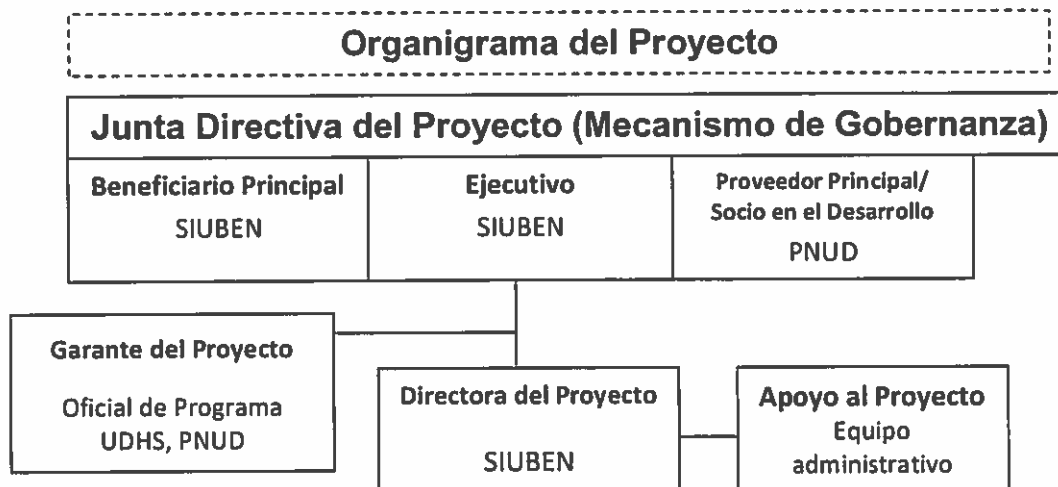 Organigrama del Proyecto
Junta Directiva del Proyecto (Mecanismo de Gobernanza)
Beneficiario Principal
SIUBEN
Ejecutivo
SIUBEN
Proveedor Principal/
Socio en el Desarrollo
PNUD
Garante del Proyecto
Oficial de Programa
UDHS, PNUD
Directora del Proyecto
SIUBEN
Apoyo al Proyecto
Equipo
administrativo